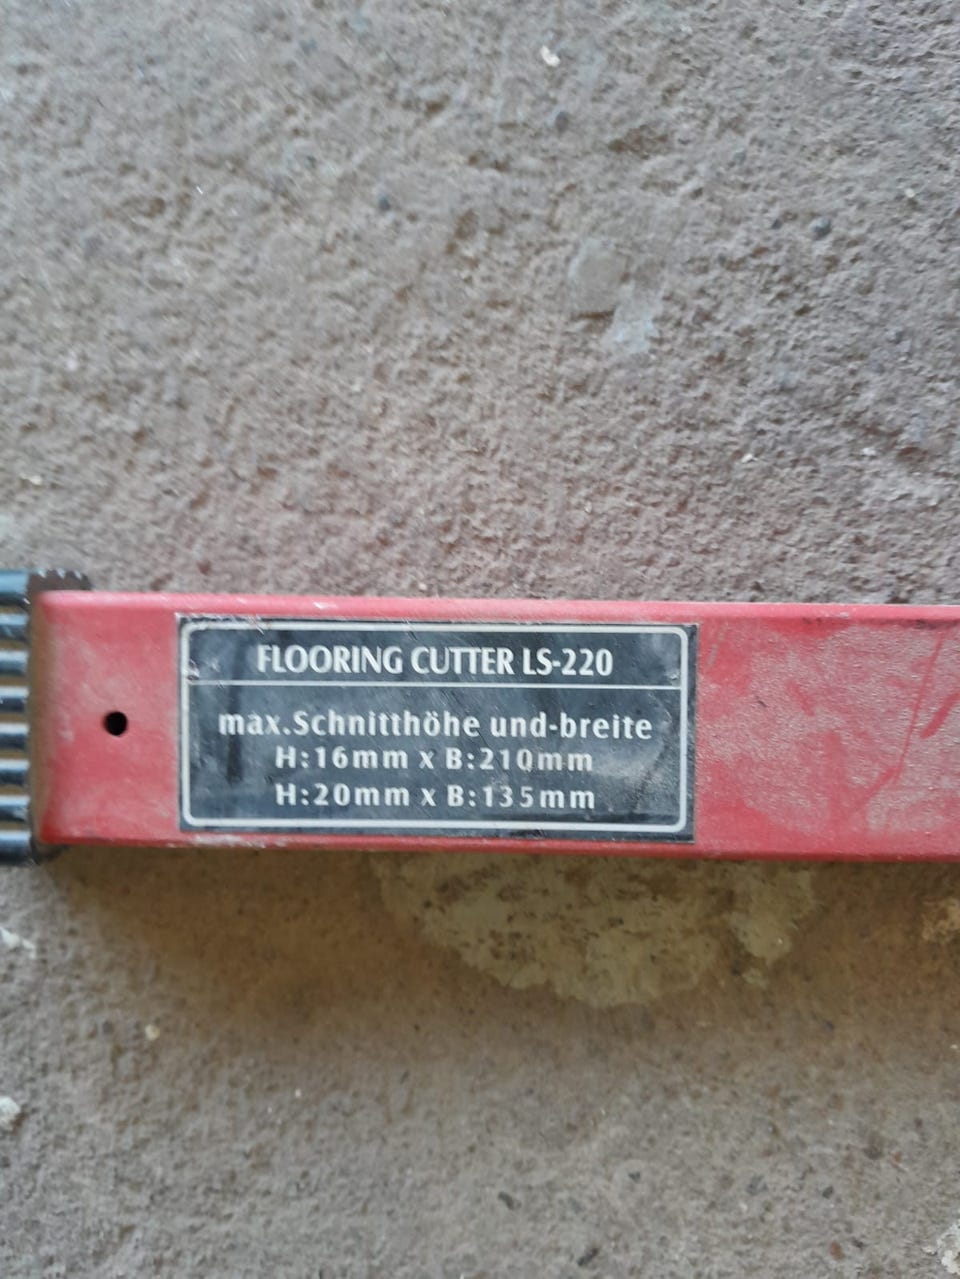 FLOORING CUTTER LS-220
max.Schnitthöhe und-breite
H:16mm x B:210mm
H:20mm x B:135mm